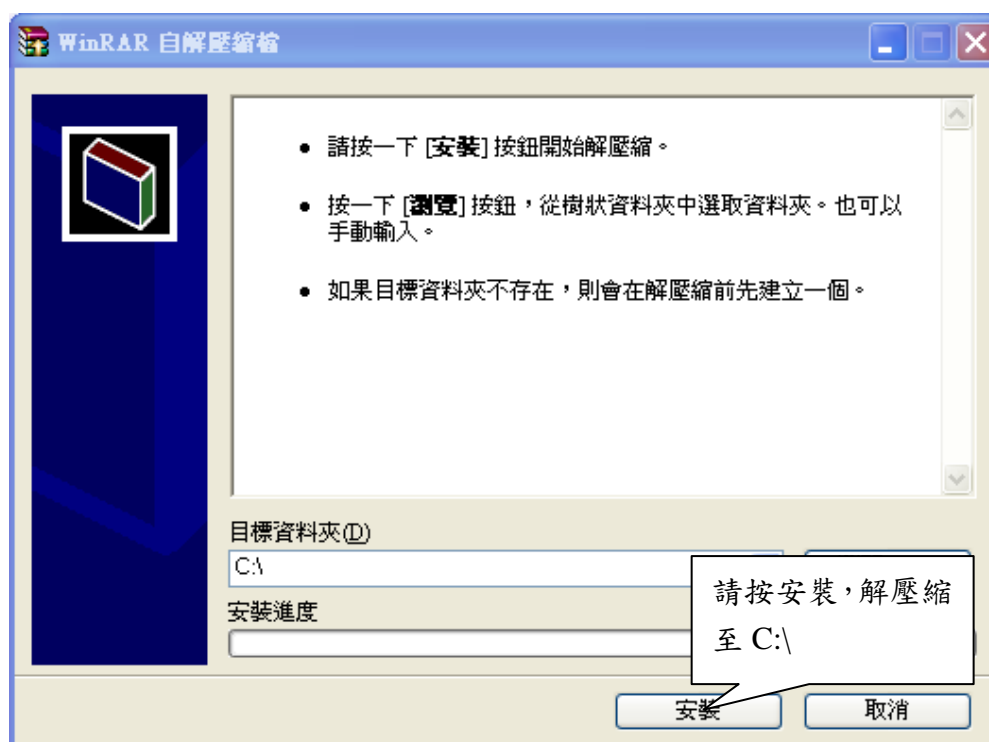 WinRAR 自解壓縮檔
● 請按一下 [安裝] 按鈕開始解壓縮。
● 按一下 [瀏覽] 按鈕，從樹狀資料夾中選取資料夾。也可以
手動輸入。
● 如果目標資料夾不存在，則會在解壓縮前先建立一個。
目標資料夾(D)
C:\
安裝進度
請按安裝，解壓縮
至 C:\
安裝
取消